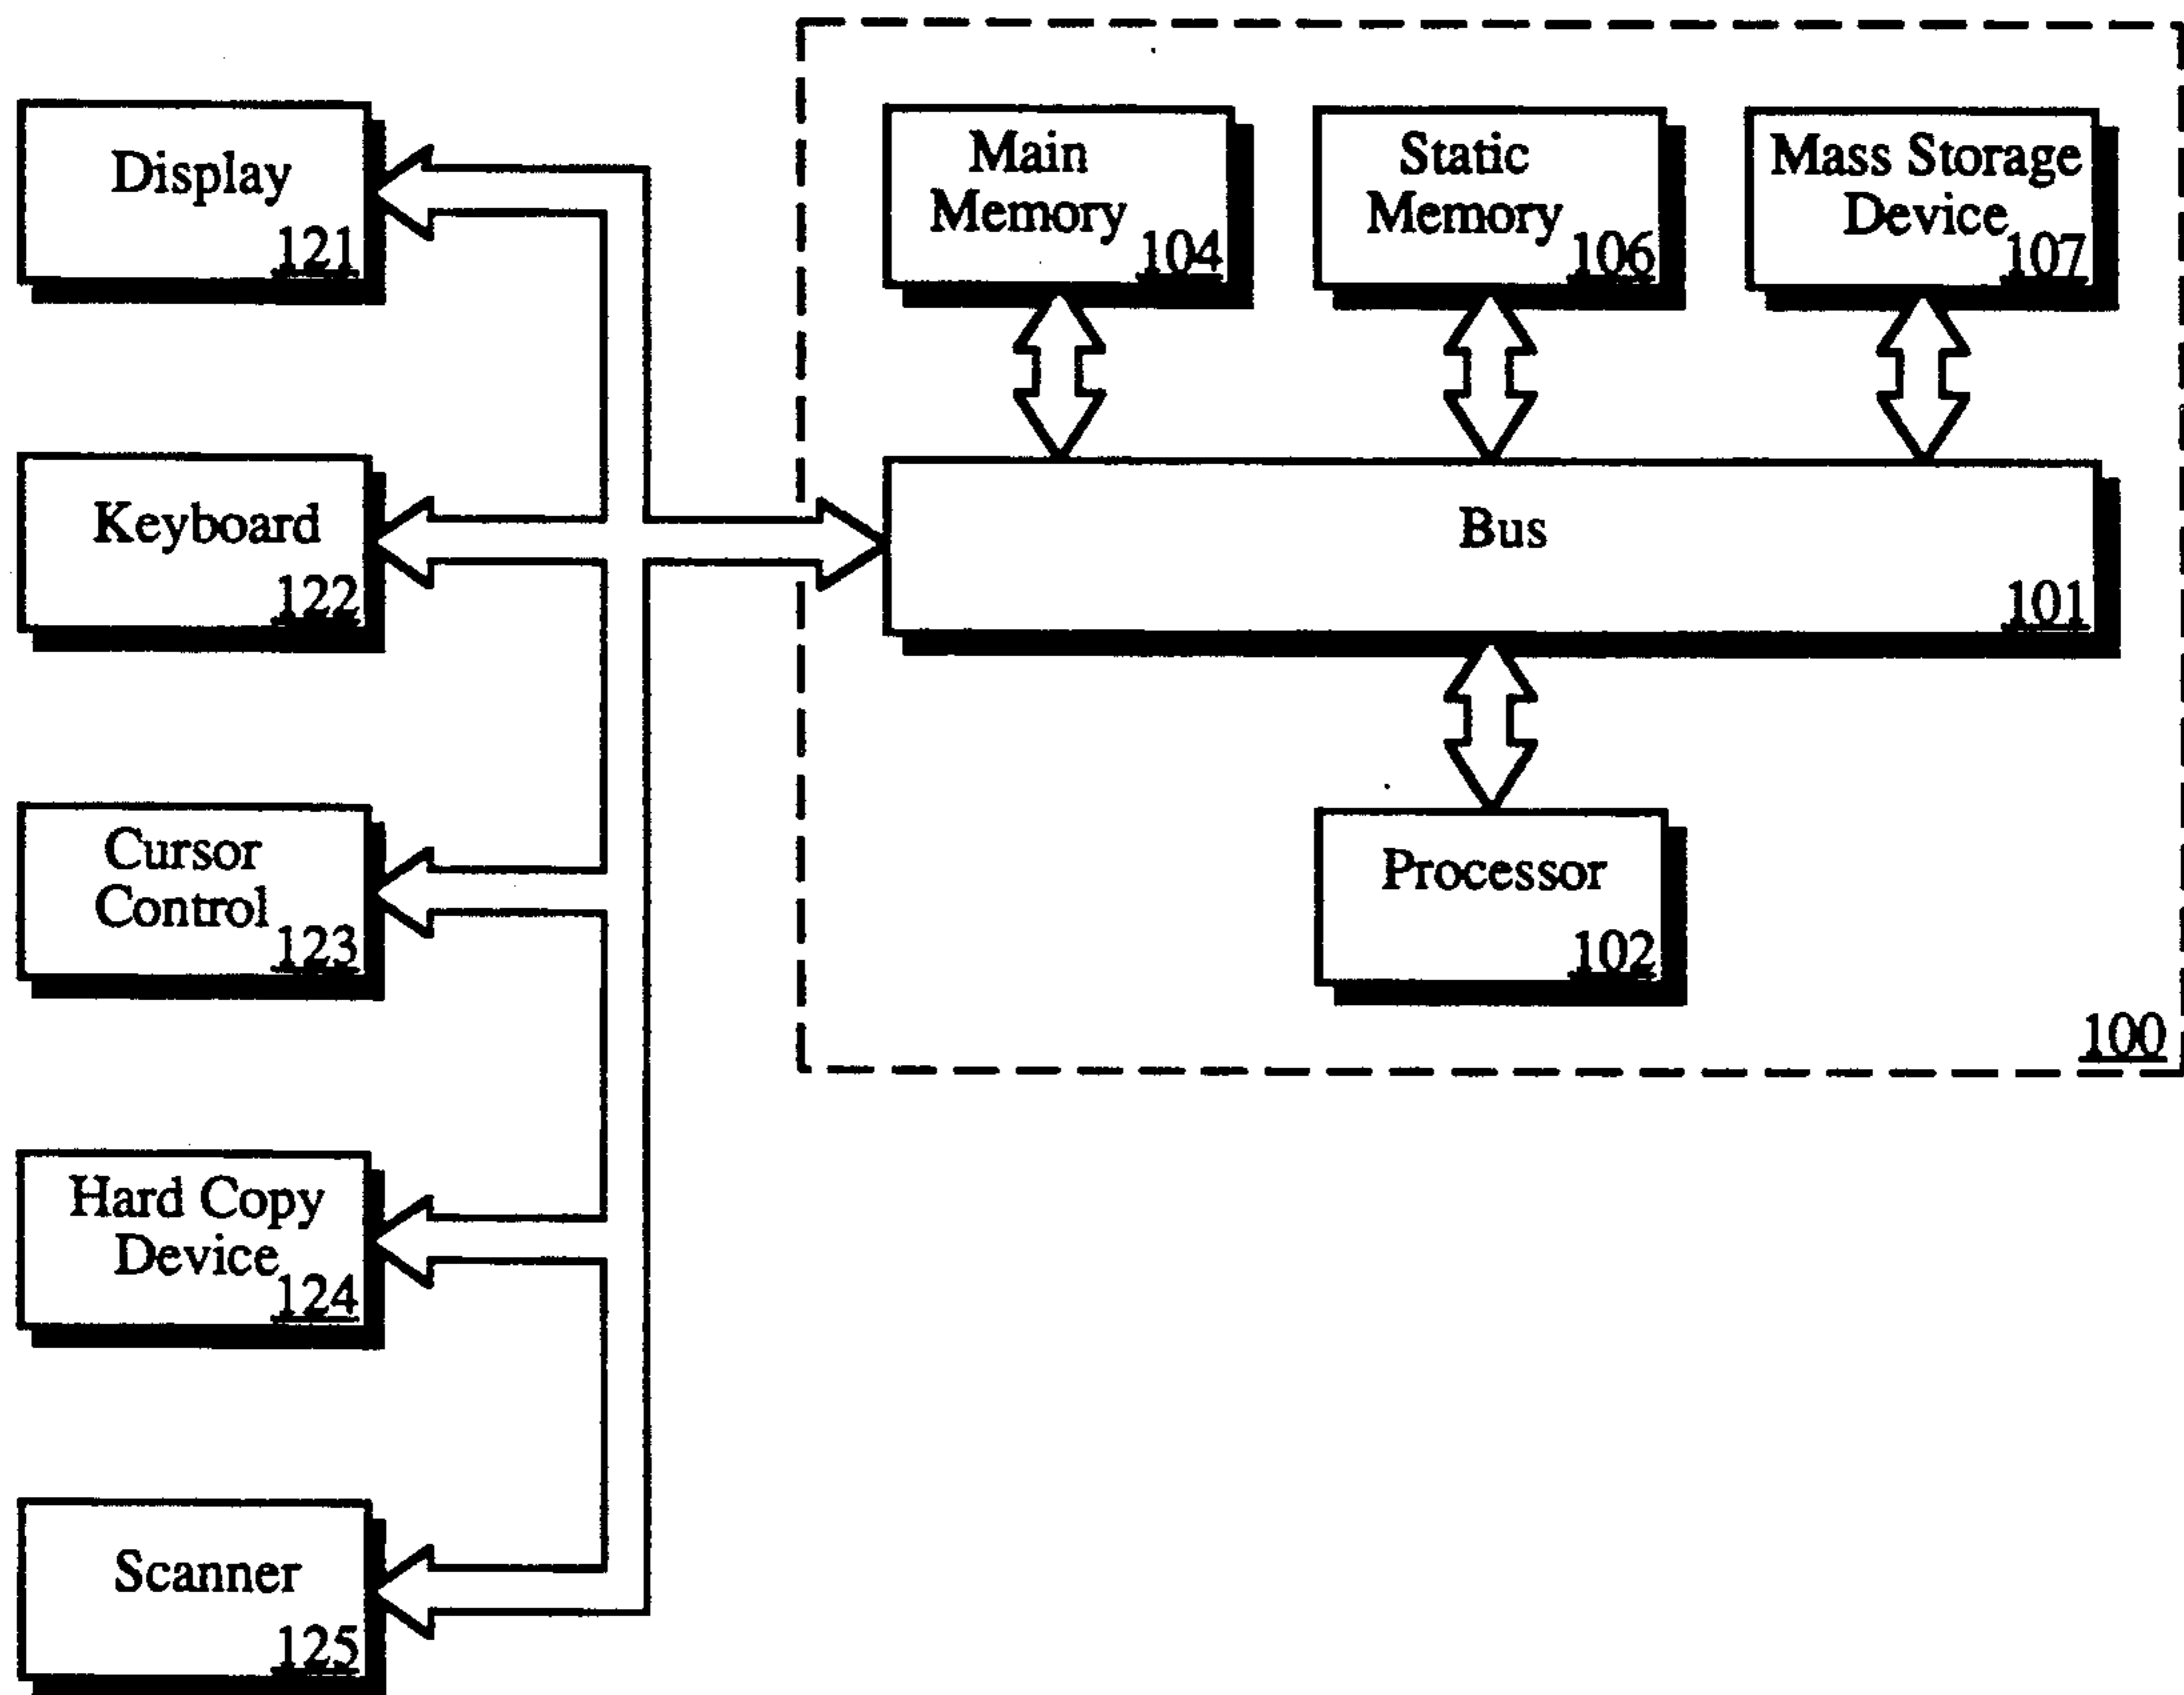 Display
121
Keyboard
122
Cursor
Control
123
Hard Copy
Device
124
Scanner
125
Main
Memory
104
Static
Memory
106
Mass Storage
Device
107
Bus
101
Processor
102
100